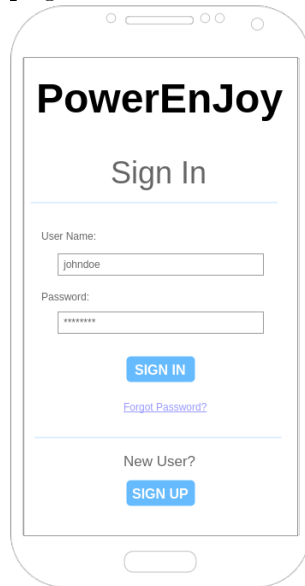 PowerEnJoy
Sign In
User Name:
johndoe
Password:
********
SIGN IN
Forgot Password?
New User?
SIGN UP